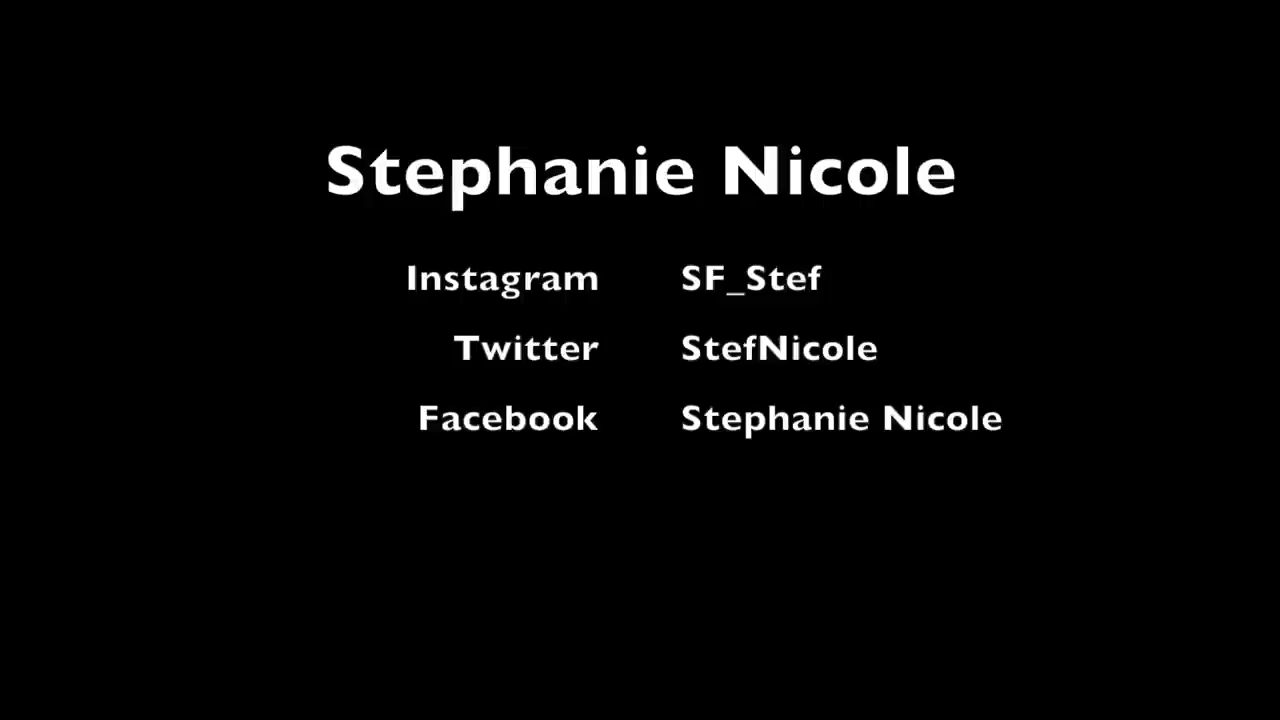 Stephanie Nicole
Instagram SF_Stef
Twitter StefNicole
Facebook Stephanie Nicole